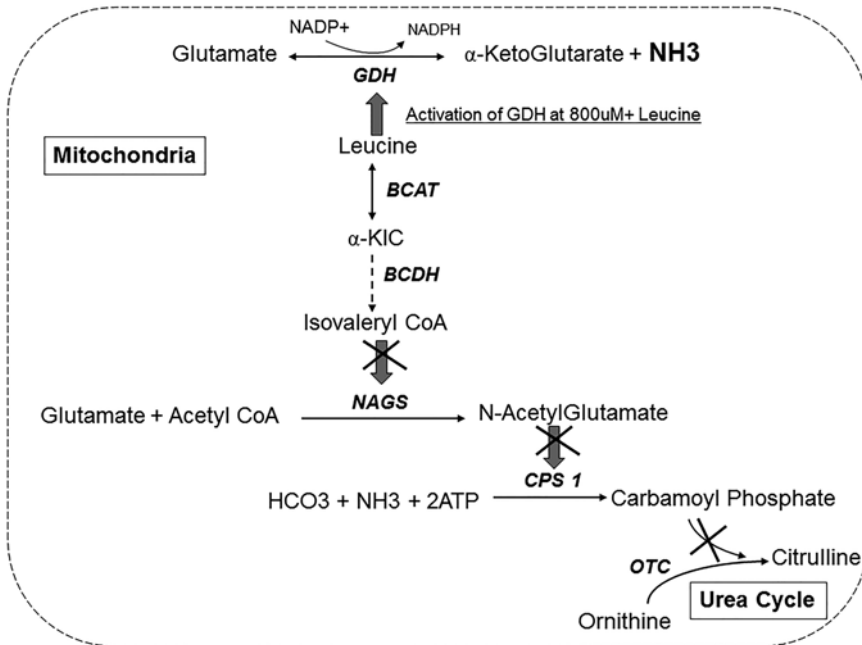 NADP+ NADPH
Glutamate α-KetoGlutarate + NH3
GDH
Activation of GDH at 800uM+ Leucine
Mitochondria
Leucine
BCAT
α-KIC
BCDH
Isovaleryl CoA
NAGS
Glutamate + Acetyl CoA N-AcetylGlutamate
CPS 1
HCO3 + NH3 + 2ATP Carbamoyl Phosphate
OTC Citrulline
Urea Cycle
Ornithine